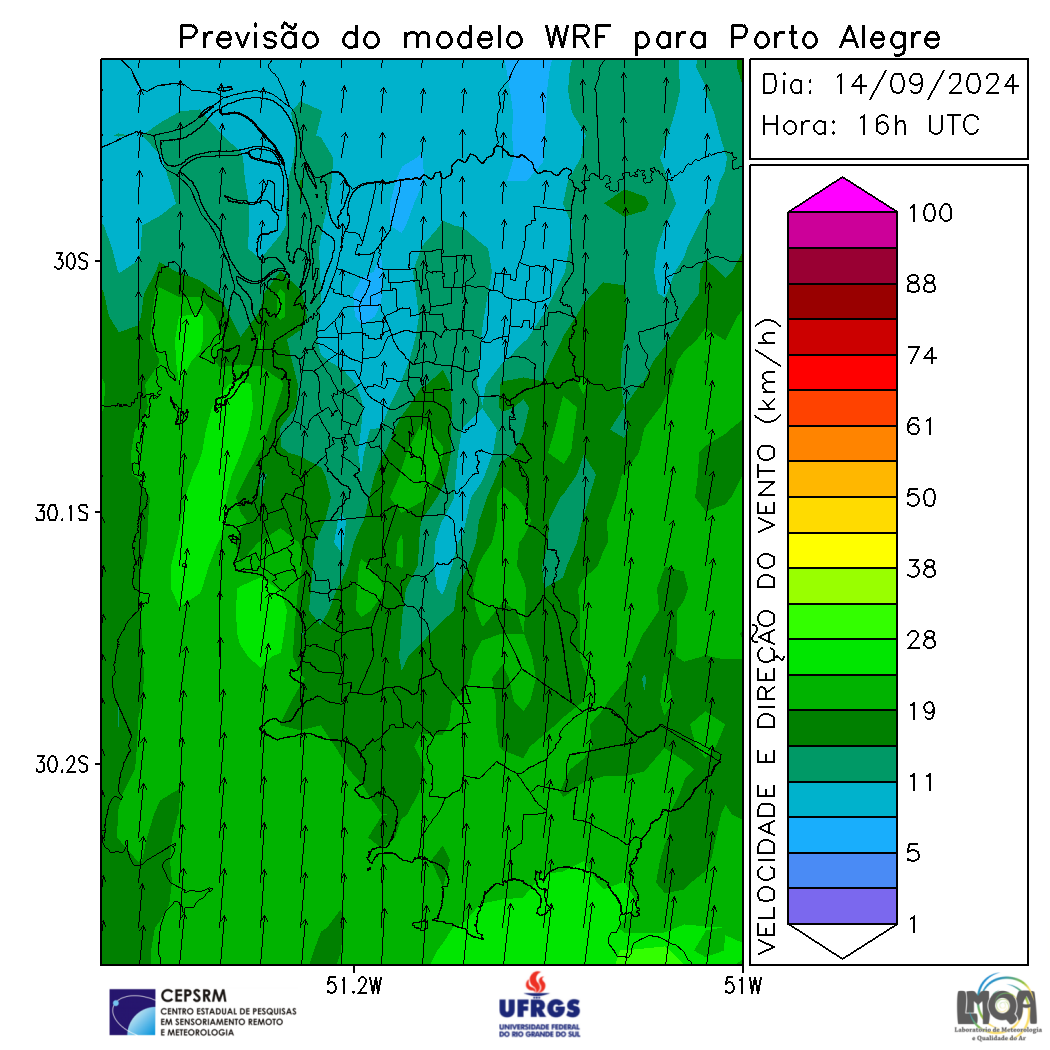 Previsão do modelo WRF para Porto Alegre
Dia: 14/09/2024
Hora: 16h UTC
VELOCIDADE E DIREÇÃO DO VENTO (km/h)
100
88
74
61
50
38
28
19
11
5
1
30S
30.1S
30.2S
51.2W
51W
CEPSRM
CENTRO ESTADUAL DE PESQUISAS
EM SENSORIAMENTO REMOTO
E METEOROLOGIA
UFRGS
UNIVERSIDADE FEDERAL
DO RIO GRANDE DO SUL
LMQA
Laboratório de Meteorologia
e Qualidade do Ar